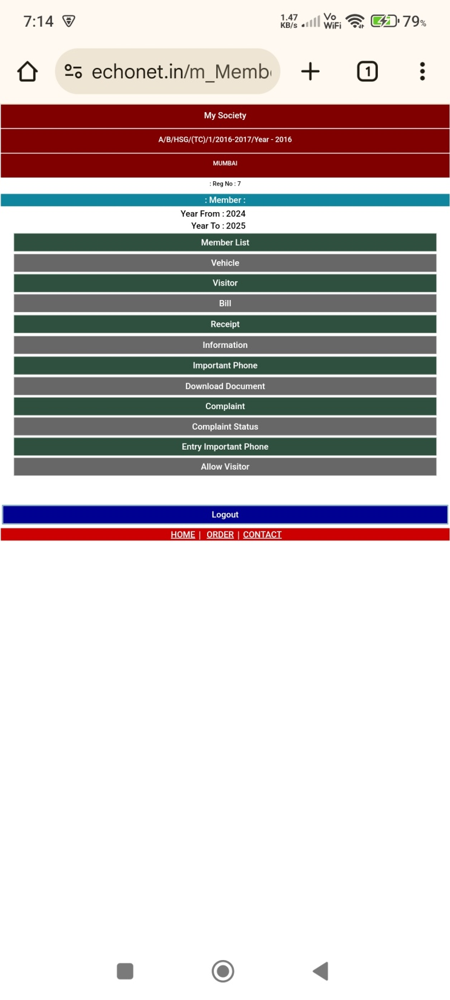 7:14 1.47 KB/s Vo WiFi 79%
echonet.in/m_Memb 1
My Society
A/B/HSG/(TC)/1/2016-2017/Year - 2016
MUMBAI
: Reg No : 7
: Member :
Year From : 2024
Year To : 2025
Member List
Vehicle
Visitor
Bill
Receipt
Information
Important Phone
Download Document
Complaint
Complaint Status
Entry Important Phone
Allow Visitor
Logout
HOME | ORDER | CONTACT